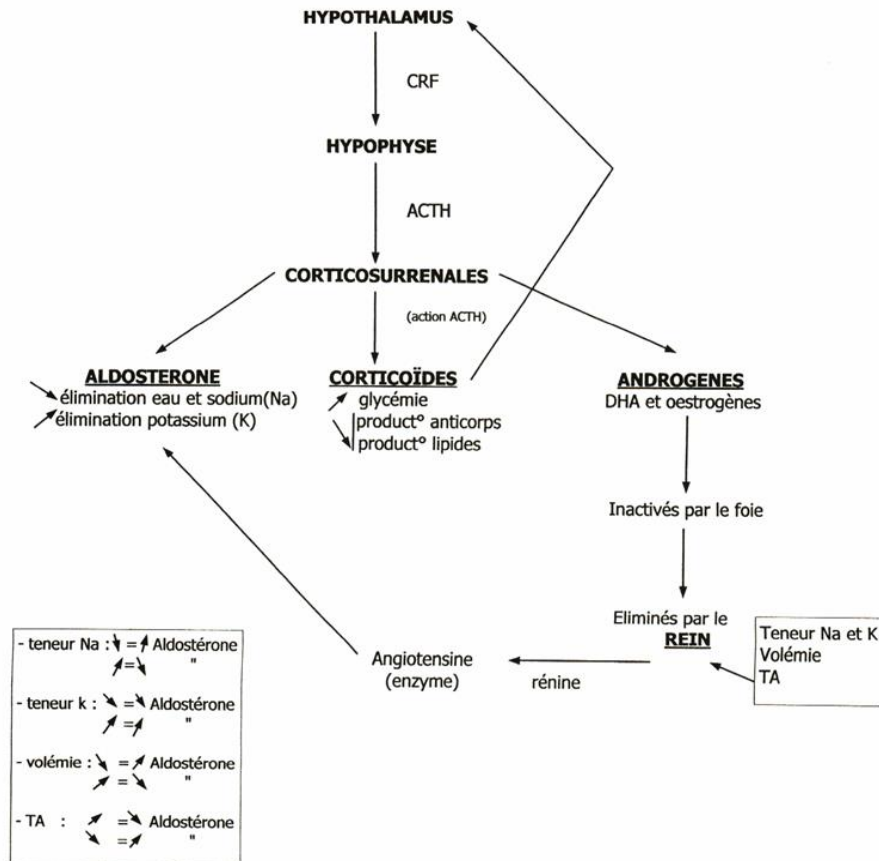 HYPOTHALAMUS
CRF
HYPOPHYSE
ACTH
CORTICOSURRENALES
(action ACTH)
ALDOSTERONE
élimination eau et sodium(Na)
élimination potassium (K)
CORTICOÏDES
glycémie
product° anticorps
product° lipides
ANDROGENES
DHA et oestrogènes
Inactivés par le foie
Eliminés par le
REIN
Teneur Na et K
Volémie
TA
rénine
Angiotensine
(enzyme)
- teneur Na : = Aldostérone
= "
- teneur k : = Aldostérone
= "
- volémie : = Aldostérone
= "
- TA : = Aldostérone
= "